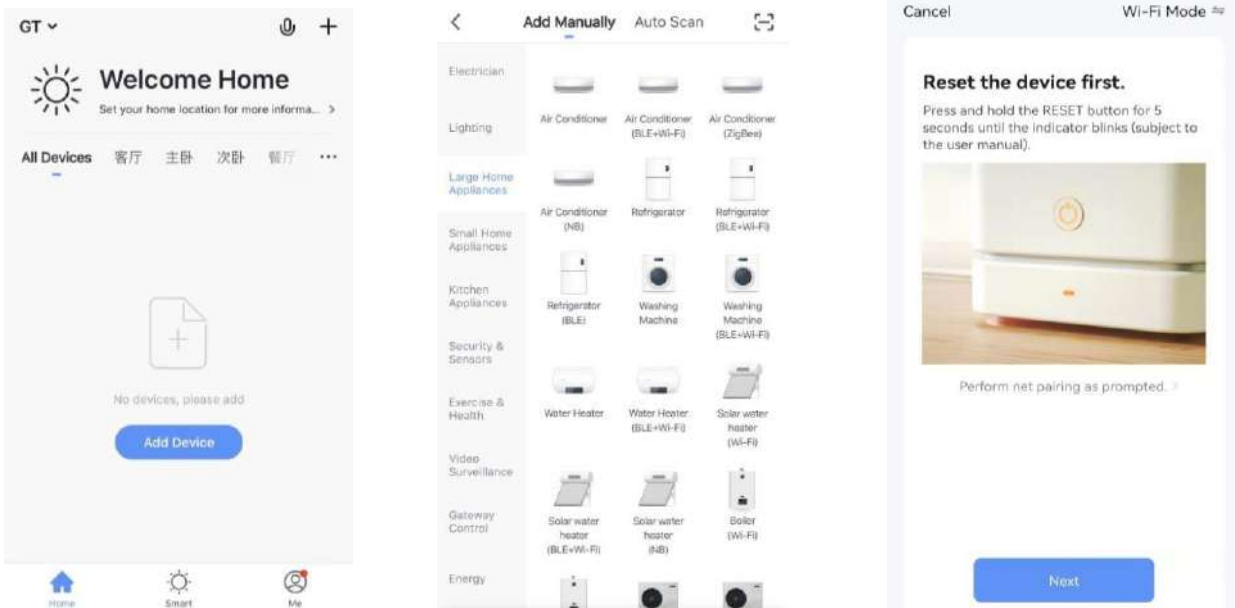 GT
Welcome Home
Set your home location for more informa...
All Devices 客厅 主卧 次卧 餐厅 ...
No devices, please add
Add Device
Home Smart Me
Add Manually Auto Scan
Electrician
Lighting
Large Home
Appliances
Small Home
Appliances
Kitchen
Appliances
Security &
Sensors
Exercise &
Health
Video
Surveillance
Gateway
Control
Energy
Air Conditioner Air Conditioner Air Conditioner
(BLE+Wi-Fi) (ZigBee)
Air Conditioner Refrigerator Refrigerator
(NB) (BLE+Wi-Fi)
Refrigerator Washing Washing
(BLE) Machine Machine
(BLE+Wi-Fi)
Water Heater Water Heater Solar water
(BLE+Wi-Fi) heater
(Wi-Fi)
Solar water Solar water Boiler
heater heater (Wi-Fi)
(BLE+Wi-Fi) (NB)
Cancel Wi-Fi Mode
Reset the device first.
Press and hold the RESET button for 5
seconds until the indicator blinks (subject to
the user manual).
Perform net pairing as prompted.
Next